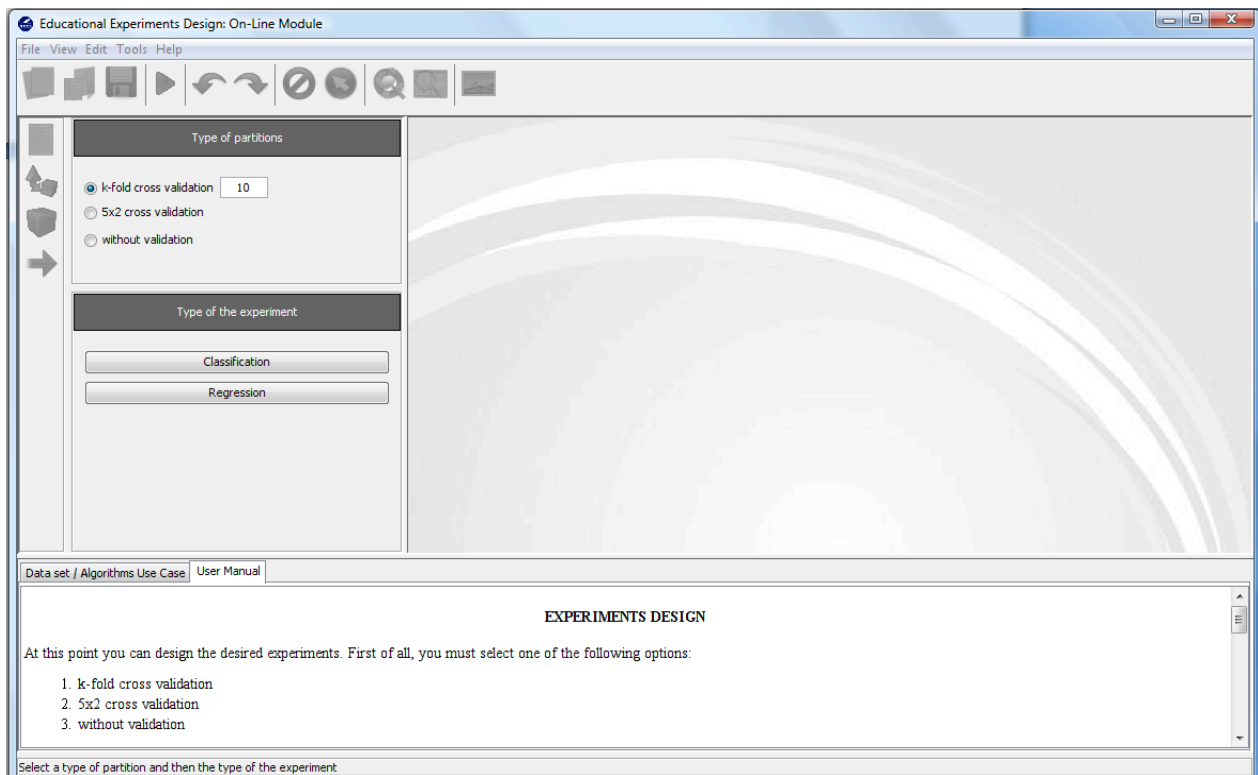 Educational Experiments Design: On-Line Module
File View Edit Tools Help
Type of partitions
k-fold cross validation 10
5x2 cross validation
without validation
Type of the experiment
Classification
Regression
Data set / Algorithms Use Case User Manual
EXPERIMENTS DESIGN
At this point you can design the desired experiments. First of all, you must select one of the following options:
1. k-fold cross validation
2. 5x2 cross validation
3. without validation
Select a type of partition and then the type of the experiment